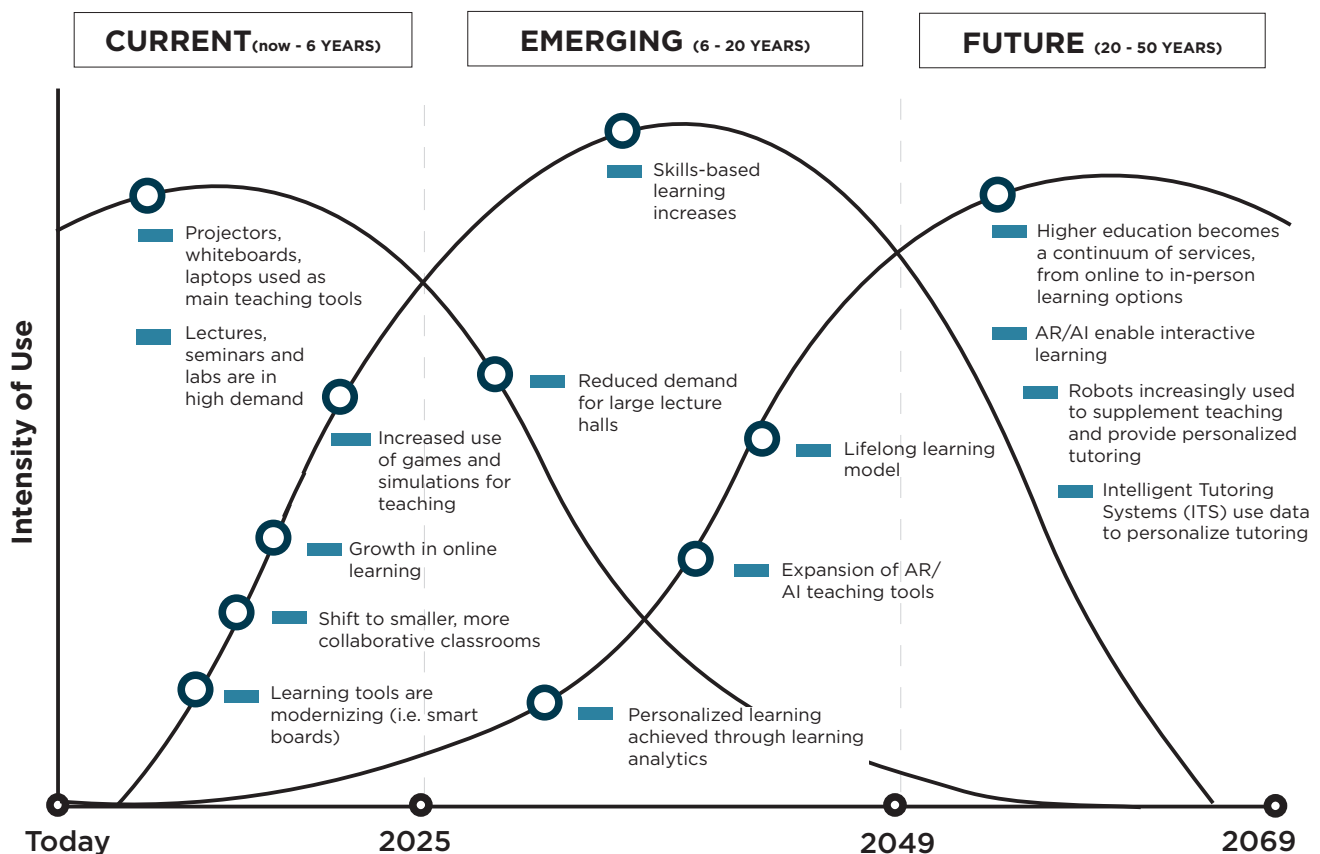 CURRENT(now - 6 YEARS)
EMERGING (6 - 20 YEARS)
FUTURE (20 - 50 YEARS)
Intensity of Use
Projectors,
whiteboards,
laptops used as
main teaching tools
Lectures,
seminars and
labs are in
high demand
Increased use
of games and
simulations for
teaching
Growth in online
learning
Shift to smaller, more
collaborative classrooms
Learning tools are
modernizing (i.e. smart
boards)
Skills-based
learning
increases
Reduced demand
for large lecture
halls
Lifelong learning
model
Expansion of AR/
AI teaching tools
Personalized learning
achieved through learning
analytics
Higher education becomes
a continuum of services,
from online to in-person
learning options
AR/AI enable interactive
learning
Robots increasingly used
to supplement teaching
and provide personalized
tutoring
Intelligent Tutoring
Systems (ITS) use data
to personalize tutoring
Today
2025
2049
2069